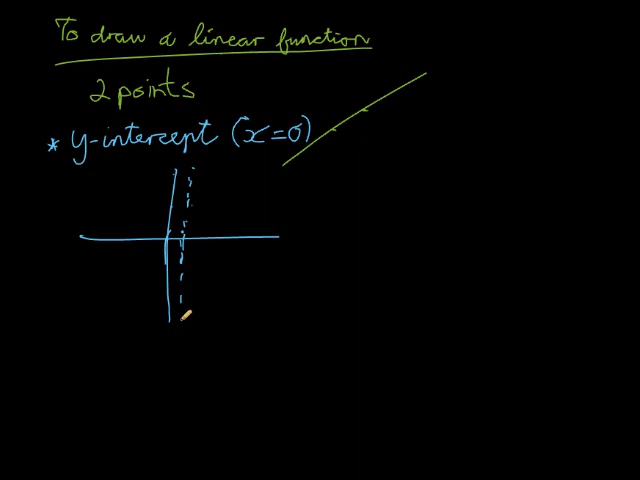 To draw a linear function
2 points
* y-intercept (x=0)